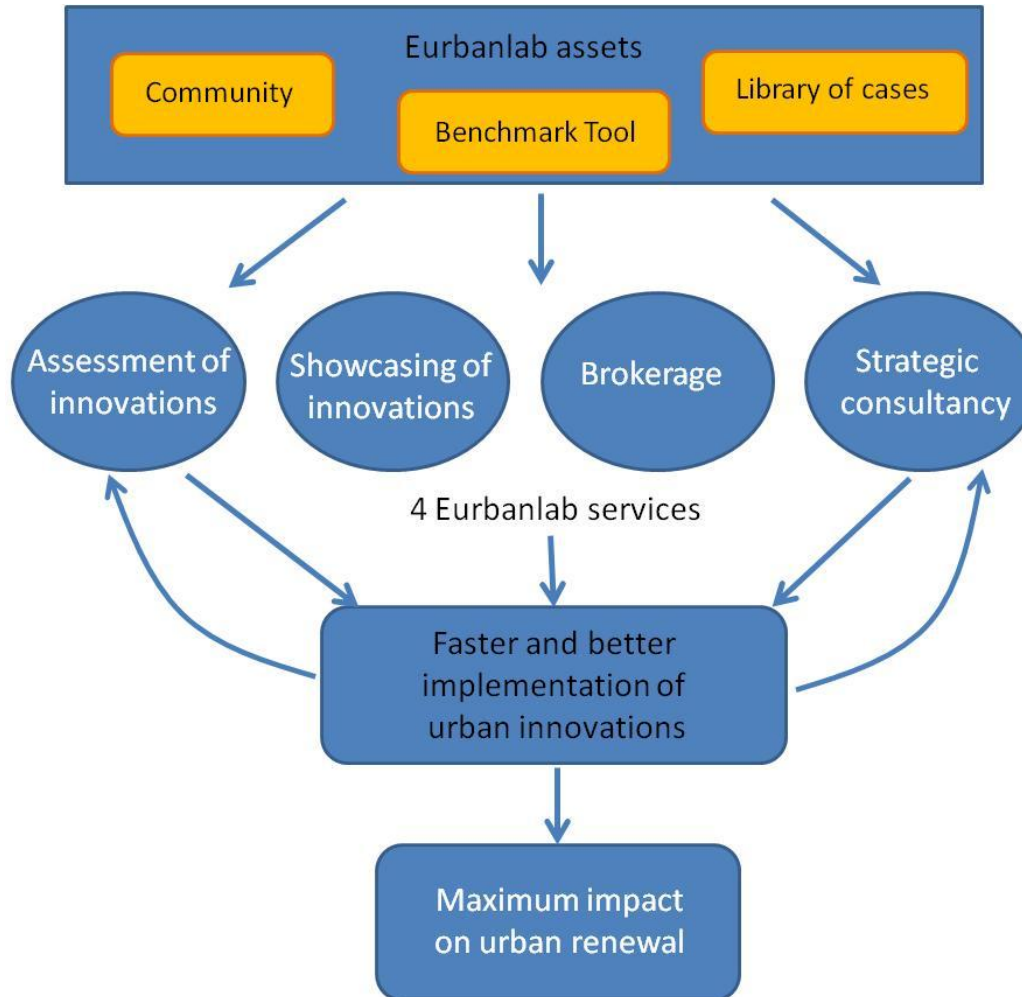 Eurbanlab assets
Community
Benchmark Tool
Library of cases
Assessment of
innovations
Showcasing of
innovations
Brokerage
Strategic
consultancy
4 Eurbanlab services
Faster and better
implementation of
urban innovations
Maximum impact
on urban renewal